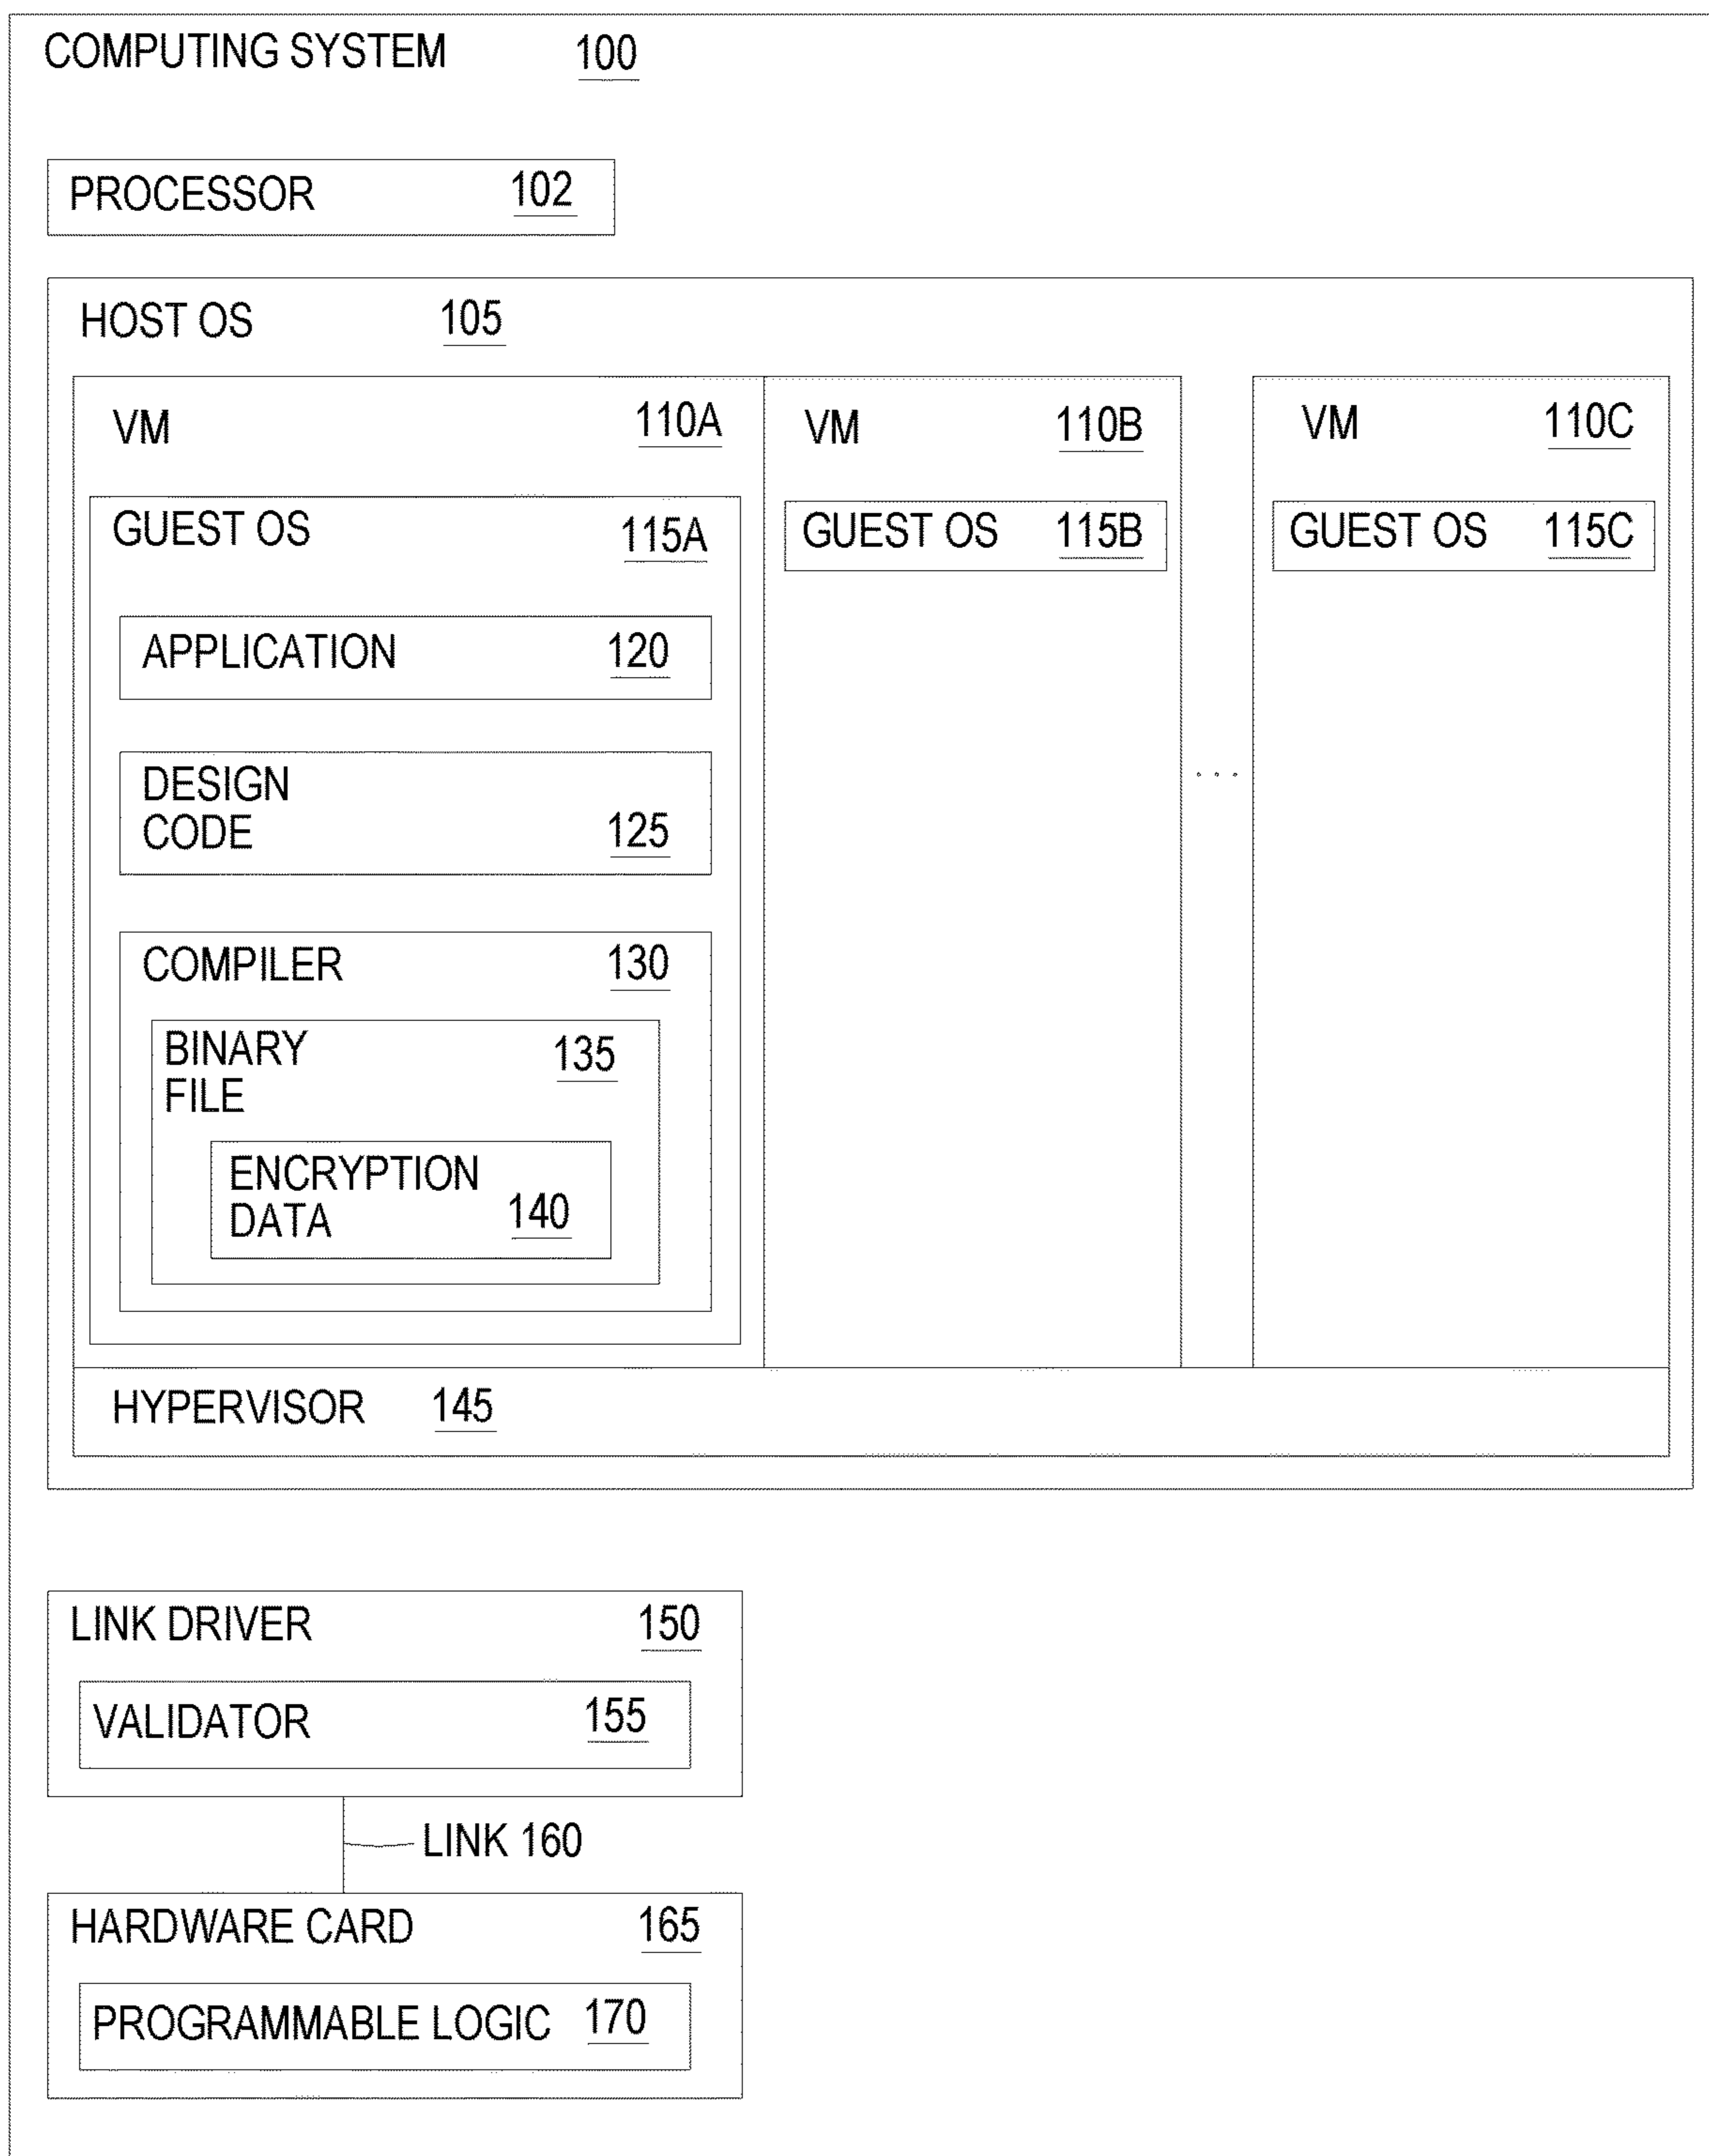 COMPUTING SYSTEM 100
PROCESSOR 102
HOST OS 105
VM 110A
GUEST OS 115A
APPLICATION 120
DESIGN
CODE 125
COMPILER 130
BINARY 135
FILE
ENCRYPTION
DATA 140
VM 110B
GUEST OS 115B
...
VM 110C
GUEST OS 115C
HYPERVISOR 145
LINK DRIVER 150
VALIDATOR 155
LINK 160
HARDWARE CARD 165
PROGRAMMABLE LOGIC 170